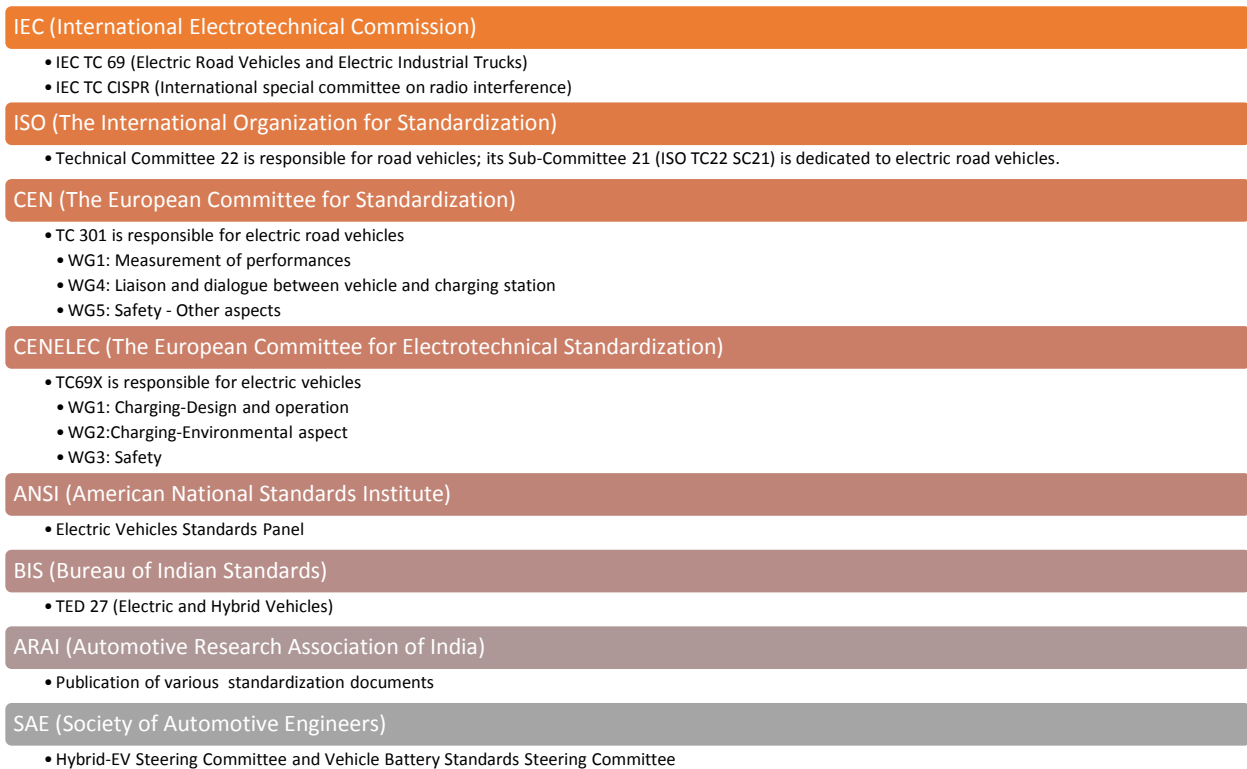 IEC (International Electrotechnical Commission)
• IEC TC 69 (Electric Road Vehicles and Electric Industrial Trucks)
• IEC TC CISPR (International special committee on radio interference)
ISO (The International Organization for Standardization)
• Technical Committee 22 is responsible for road vehicles; its Sub-Committee 21 (ISO TC22 SC21) is dedicated to electric road vehicles.
CEN (The European Committee for Standardization)
• TC 301 is responsible for electric road vehicles
• WG1: Measurement of performances
• WG4: Liaison and dialogue between vehicle and charging station
• WG5: Safety - Other aspects
CENELEC (The European Committee for Electrotechnical Standardization)
• TC69X is responsible for electric vehicles
• WG1: Charging-Design and operation
• WG2:Charging-Environmental aspect
• WG3: Safety
ANSI (American National Standards Institute)
• Electric Vehicles Standards Panel
BIS (Bureau of Indian Standards)
• TED 27 (Electric and Hybrid Vehicles)
ARAI (Automotive Research Association of India)
• Publication of various standardization documents
SAE (Society of Automotive Engineers)
• Hybrid-EV Steering Committee and Vehicle Battery Standards Steering Committee